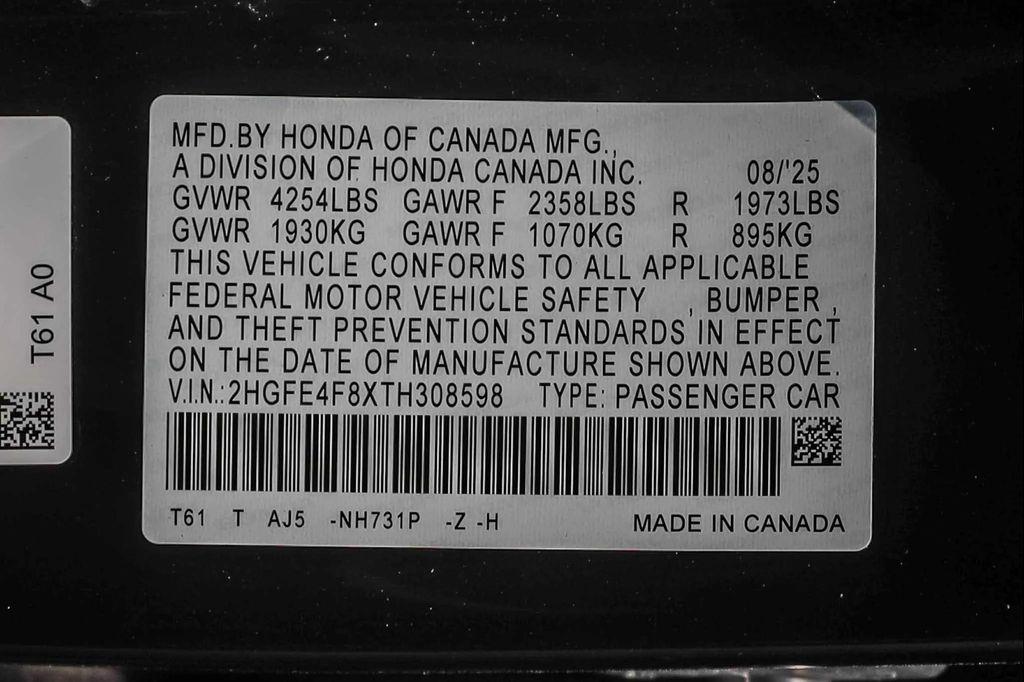 MFD.BY HONDA OF CANADA MFG.,
A DIVISION OF HONDA CANADA INC. 08/'25
GVWR 4254LBS GAWR F 2358LBS R 1973LBS
GVWR 1930KG GAWR F 1070KG R 895KG
THIS VEHICLE CONFORMS TO ALL APPLICABLE
FEDERAL MOTOR VEHICLE SAFETY , BUMPER ,
AND THEFT PREVENTION STANDARDS IN EFFECT
ON THE DATE OF MANUFACTURE SHOWN ABOVE.
V.I.N.:2HGFE4F8XTH308598 TYPE: PASSENGER CAR
T61 T AJ5 -NH731P -Z -H MADE IN CANADA
T61 A0